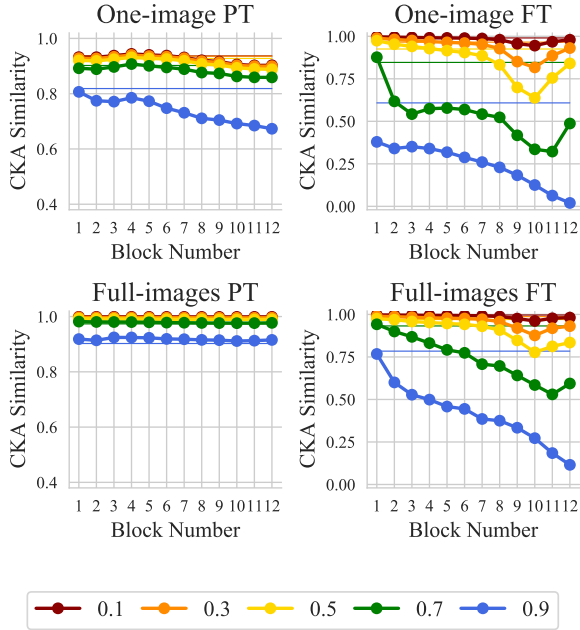 One-image PT
One-image FT
CKA Similarity
1.0
0.8
0.6
0.4
1 2 3 4 5 6 7 8 9 10 11 12
Block Number
CKA Similarity
1.00
0.75
0.50
0.25
0.00
1 2 3 4 5 6 7 8 9 10 11 12
Block Number
Full-images PT
Full-images FT
CKA Similarity
1.0
0.8
0.6
0.4
1 2 3 4 5 6 7 8 9 10 11 12
Block Number
CKA Similarity
1.00
0.75
0.50
0.25
0.00
1 2 3 4 5 6 7 8 9 10 11 12
Block Number
0.1 0.3 0.5 0.7 0.9